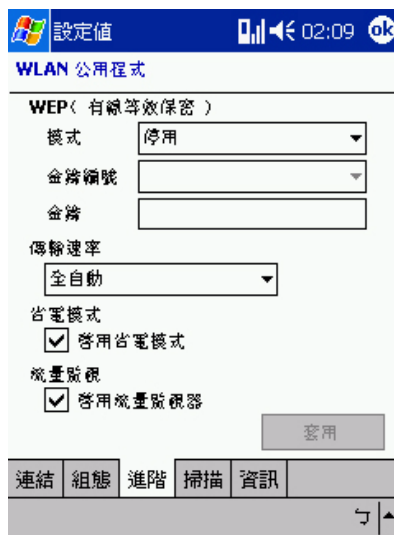 設定值 02:09 ok
WLAN 公用程式
WEP( 有線等效保密 )
模式 停用
金鑰編號
金鑰
傳輸速率
全自動
省電模式
啓用省電模式
流量監視
啓用流量監視器
套用
連結 組態 進階 掃描 資訊
ㄅ